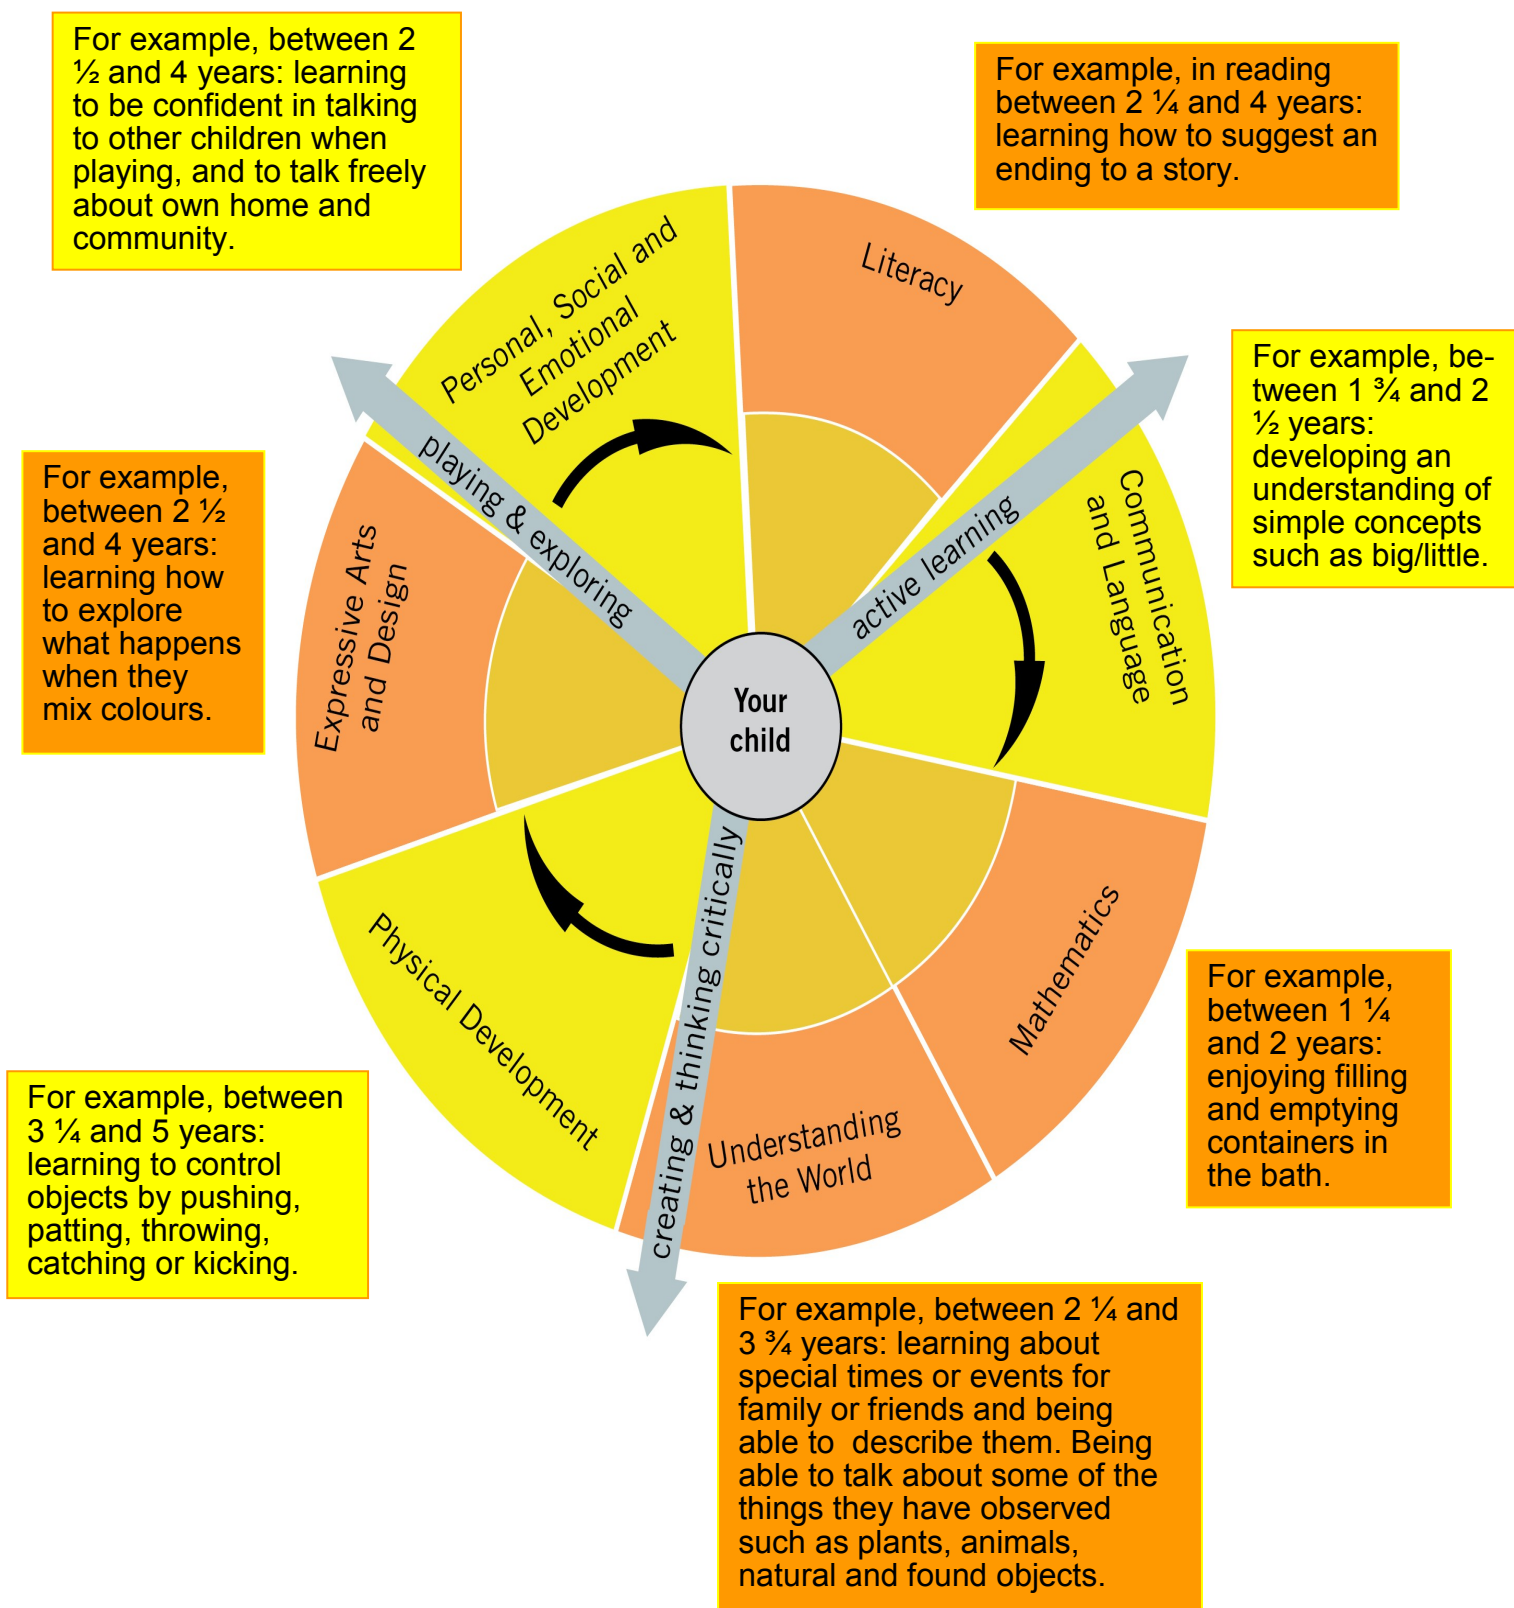 For example, between 2
½ and 4 years: learning
to be confident in talking
to other children when
playing, and to talk freely
about own home and
community.
For example, in reading
between 2 ¼ and 4 years:
learning how to suggest an
ending to a story.
Personal, Social and
Emotional
Development
Literacy
For example, be-
tween 1 ¾ and 2
½ years:
developing an
understanding of
simple concepts
such as big/little.
playing & exploring
active learning
Communication
and Language
For example,
between 2 ½
and 4 years:
learning how
to explore
what happens
when they
mix colours.
Expressive Arts
and Design
Your
child
creating & thinking critically
Physical Development
Mathematics
Understanding
the World
For example,
between 1 ¼
and 2 years:
enjoying filling
and emptying
containers in
the bath.
For example, between
3 ¼ and 5 years:
learning to control
objects by pushing,
patting, throwing,
catching or kicking.
For example, between 2 ¼ and
3 ¾ years: learning about
special times or events for
family or friends and being
able to  describe them. Being
able to talk about some of the
things they have observed
such as plants, animals,
natural and found objects.